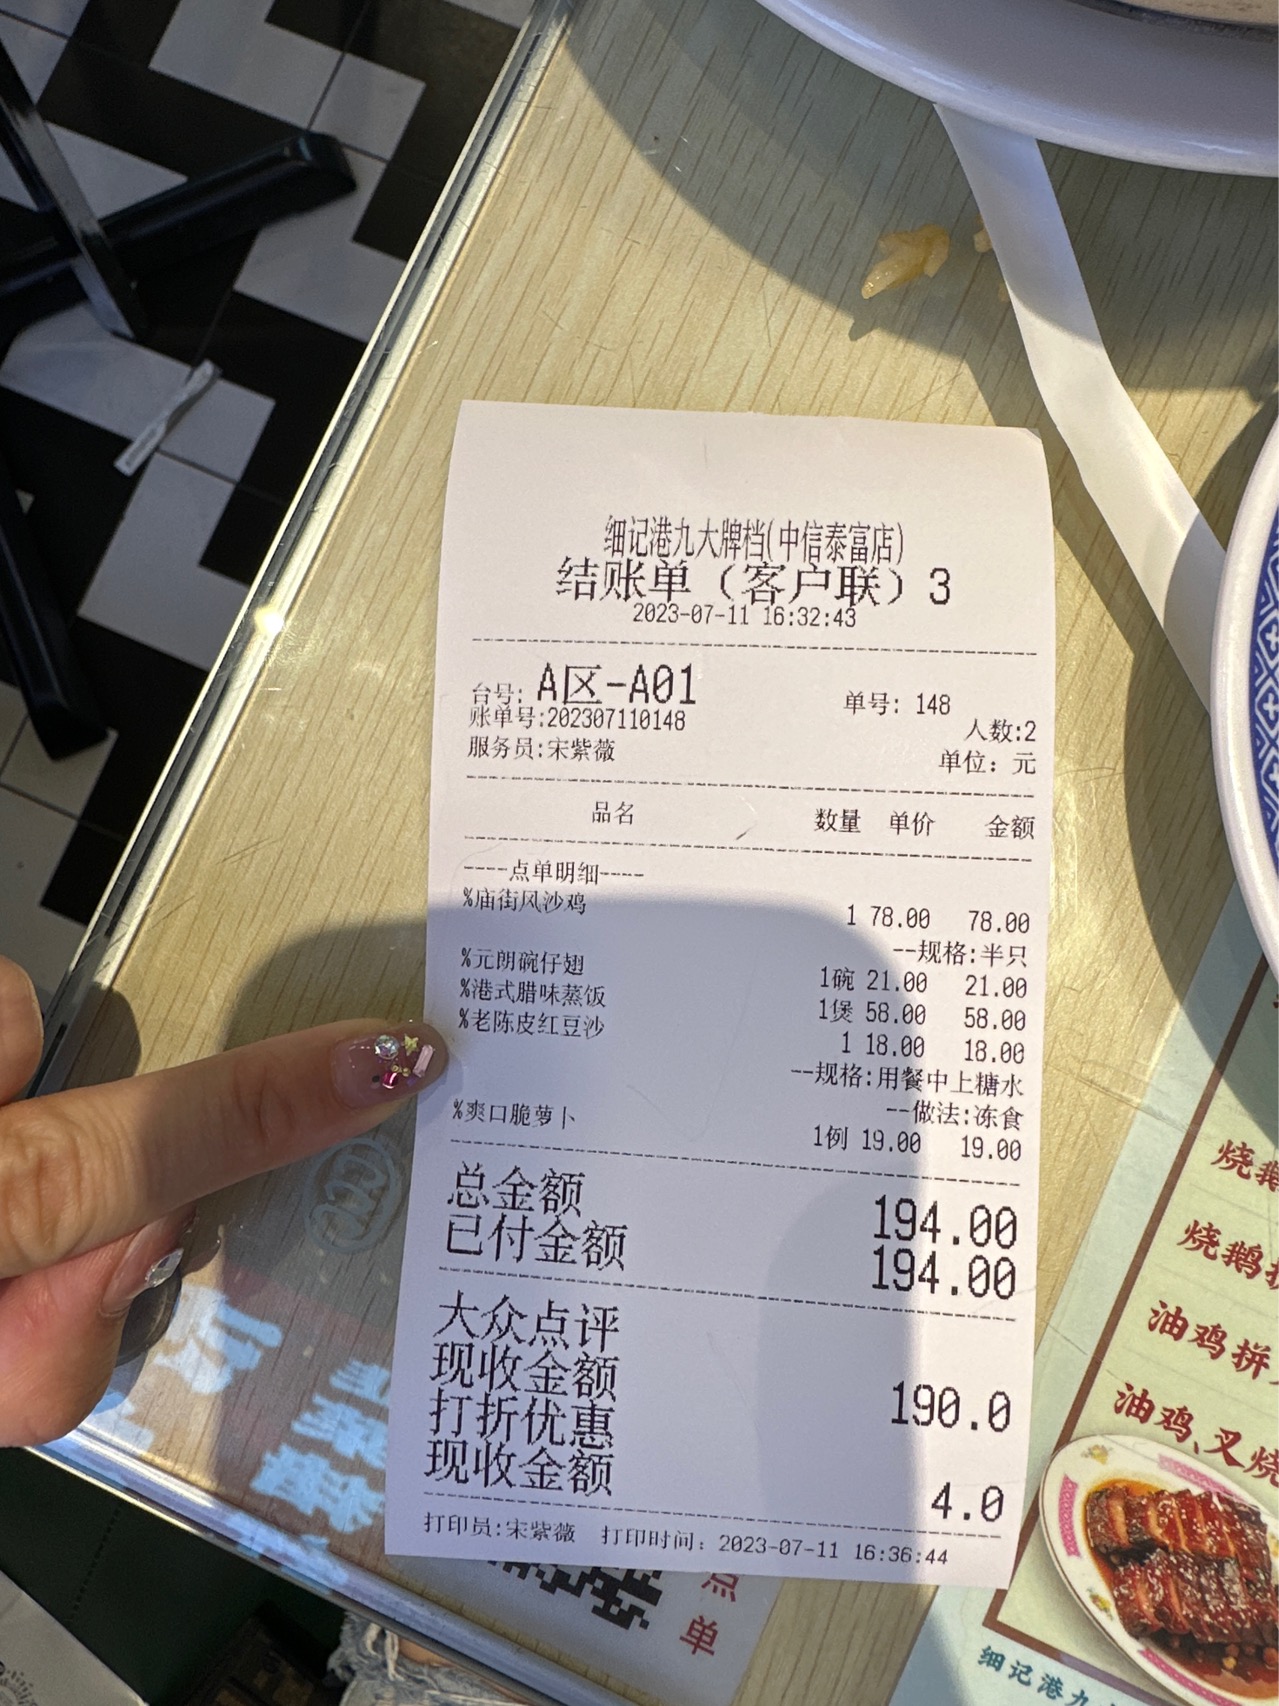 细记港九大牌档(中信泰富店)
结账单（客户联）3
2023-07-11 16:32:43
台号: A区-A01 单号: 148
账单号:202307110148 人数:2
服务员:宋紫薇 单位: 元
品名 数量 单价 金额
----点单明细----
%庙街风沙鸡 1 78.00 78.00
--规格:半只
%元朗碗仔翅 1碗 21.00 21.00
%港式腊味蒸饭 1煲 58.00 58.00
%老陈皮红豆沙 1 18.00 18.00
--规格:用餐中上糖水
--做法:冻食
%爽口脆萝卜 1例 19.00 19.00
总金额 194.00
已付金额 194.00
大众点评
现收金额 190.0
打折优惠
现收金额 4.0
打印员:宋紫薇 打印时间: 2023-07-11 16:36:44
烧鹅
烧鹅
油鸡拼
油鸡、叉烧
点
单
细记港九